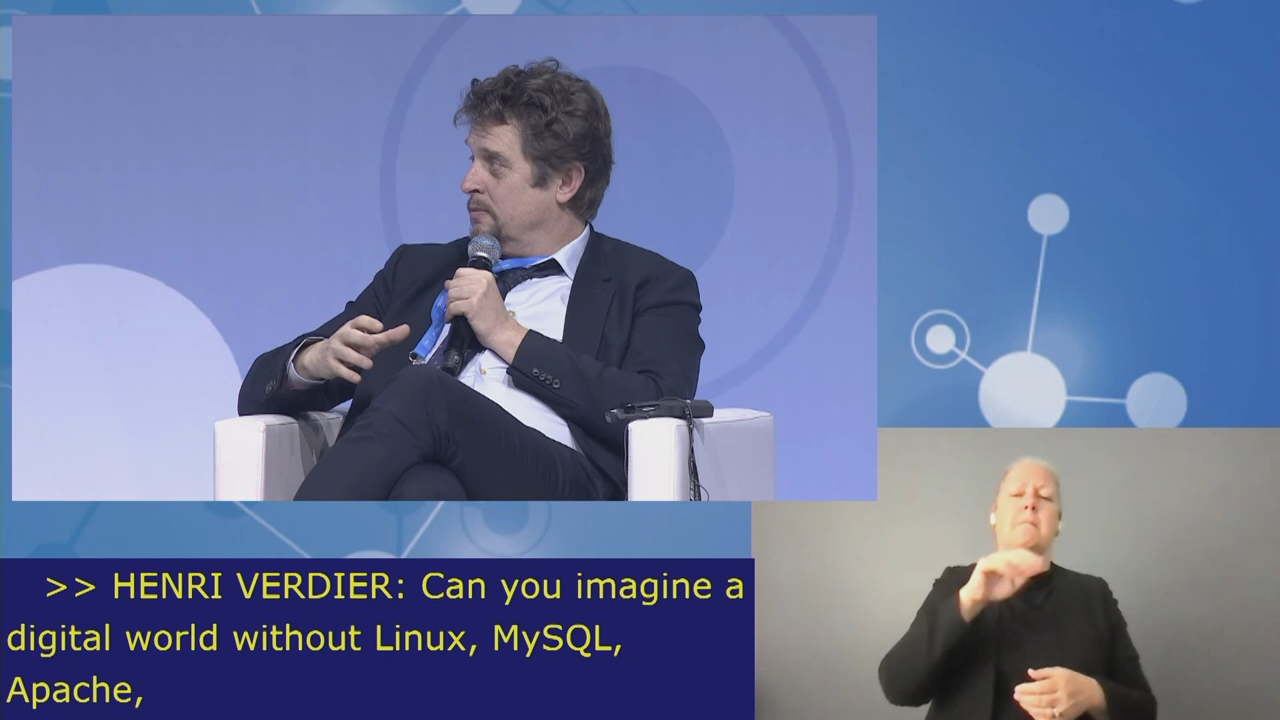 >> HENRI VERDIER: Can you imagine a
digital world without Linux, MySQL,
Apache,